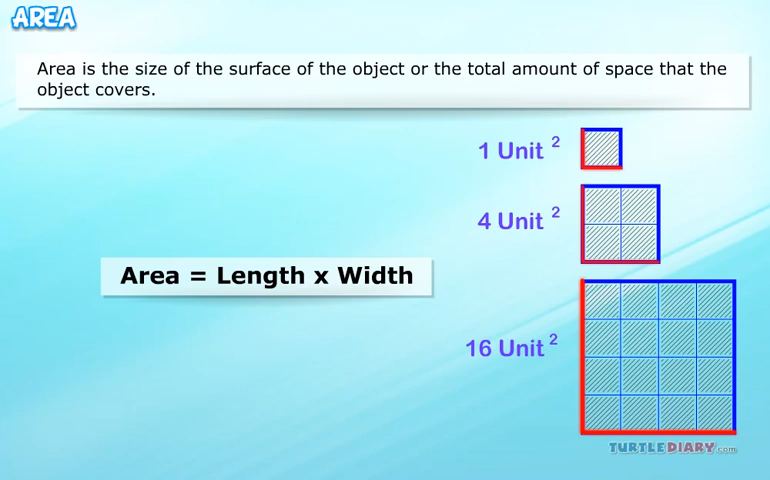 AREA
Area is the size of the surface of the object or the total amount of space that the
object covers.
1 Unit 2
4 Unit 2
Area = Length x Width
16 Unit 2
TURTLEDIARY.com